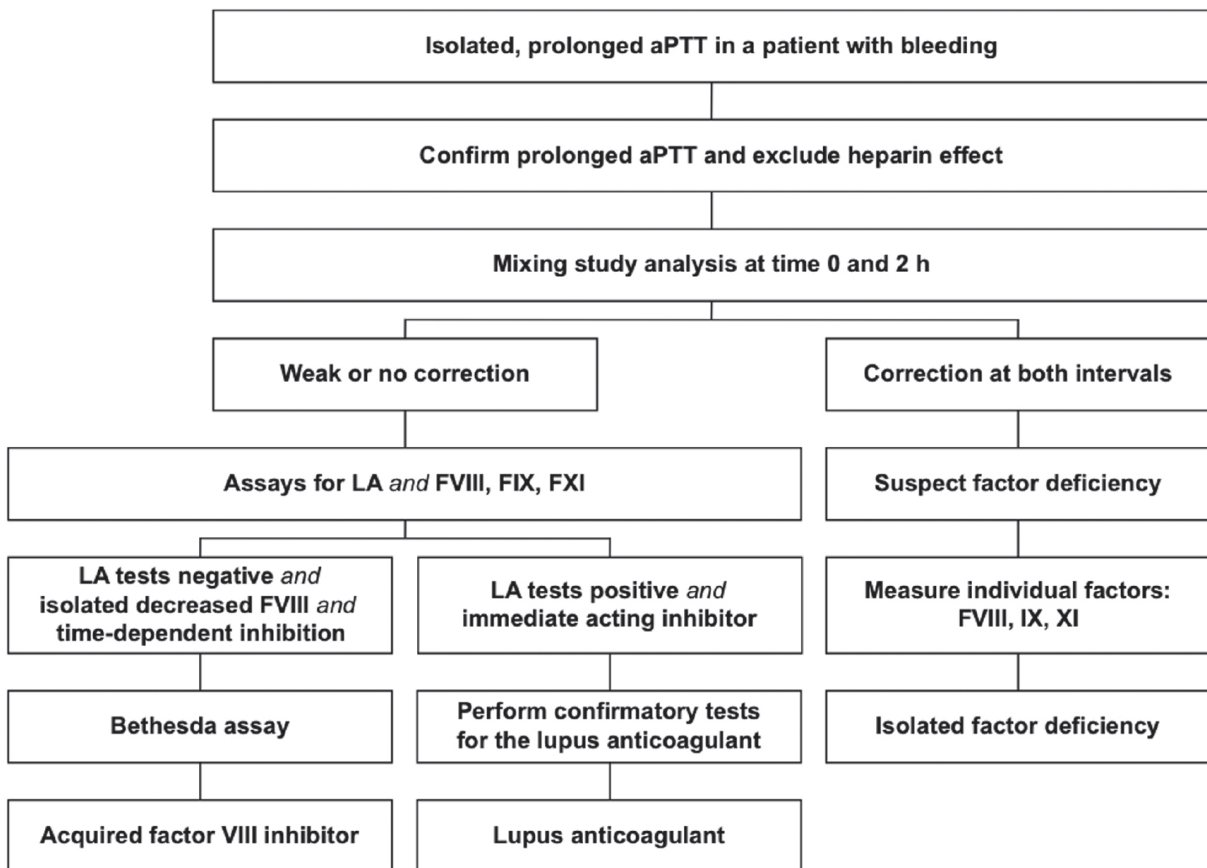 Isolated, prolonged aPTT in a patient with bleeding
Confirm prolonged aPTT and exclude heparin effect
Mixing study analysis at time 0 and 2 h
Weak or no correction
Correction at both intervals
Assays for LA and FVIII, FIX, FXI
Suspect factor deficiency
LA tests negative and
isolated decreased FVIII and
time-dependent inhibition
LA tests positive and
immediate acting inhibitor
Measure individual factors:
FVIII, IX, XI
Bethesda assay
Perform confirmatory tests
for the lupus anticoagulant
Isolated factor deficiency
Acquired factor VIII inhibitor
Lupus anticoagulant